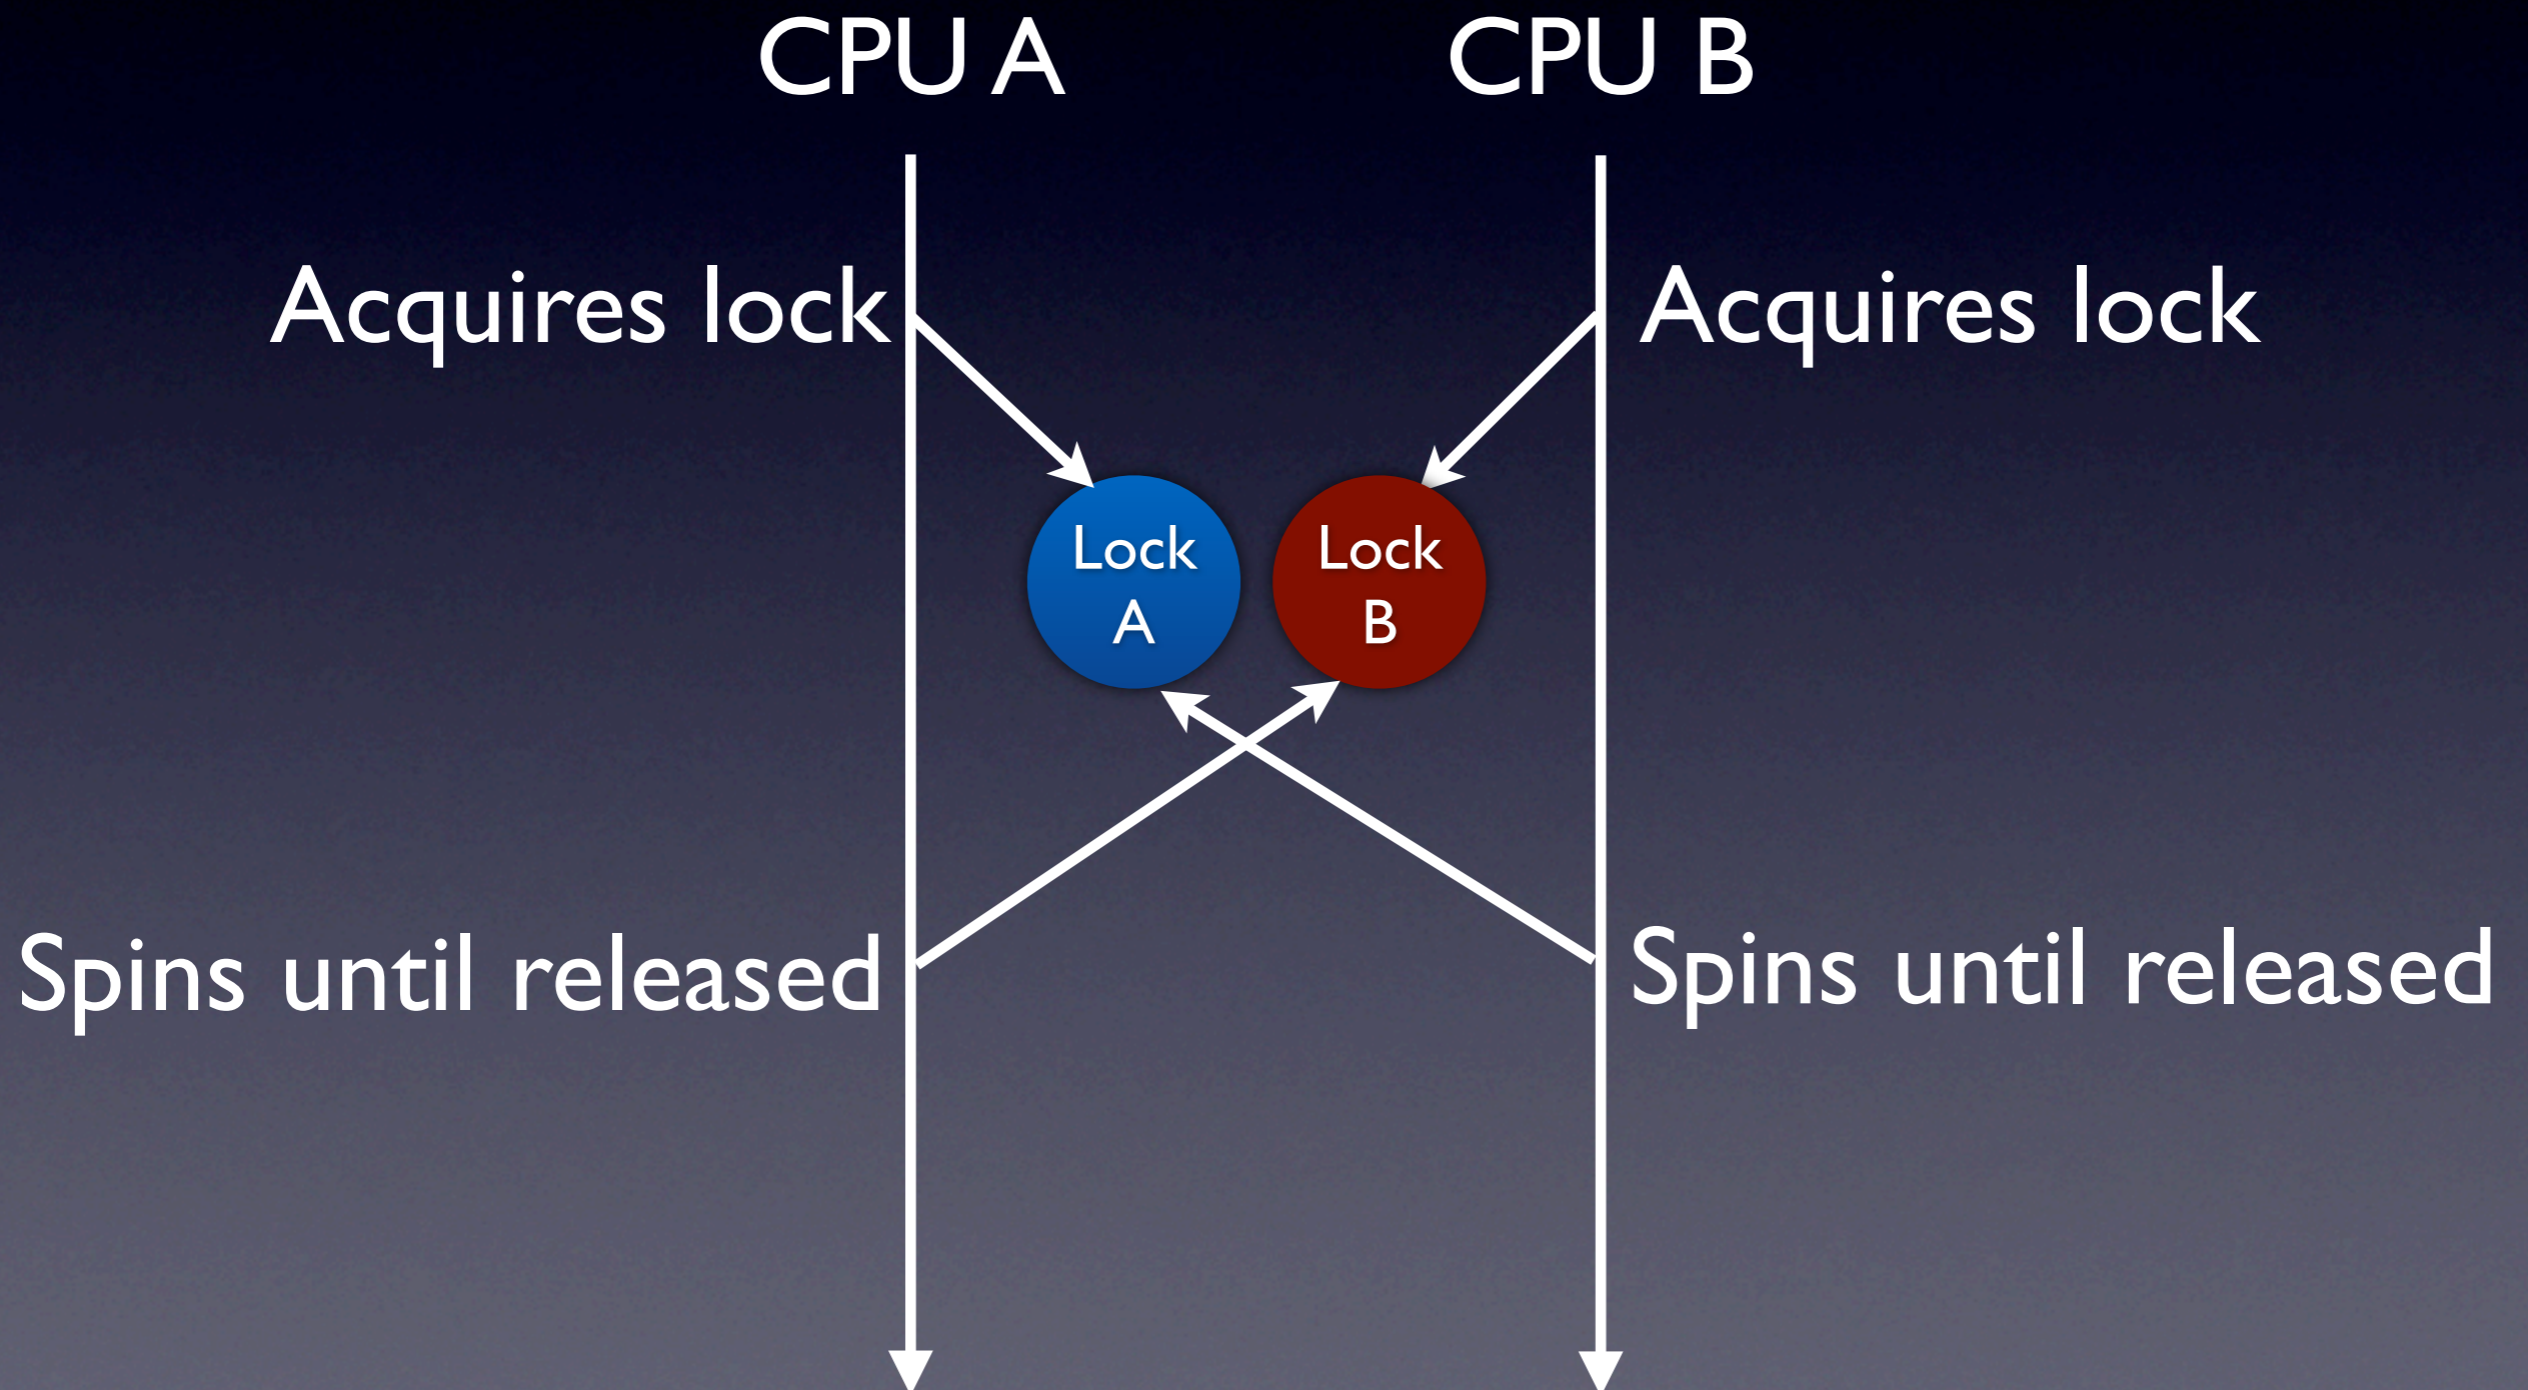 CPU A
CPU B
Acquires lock
Acquires lock
Lock
A
Lock
B
Spins until released
Spins until released